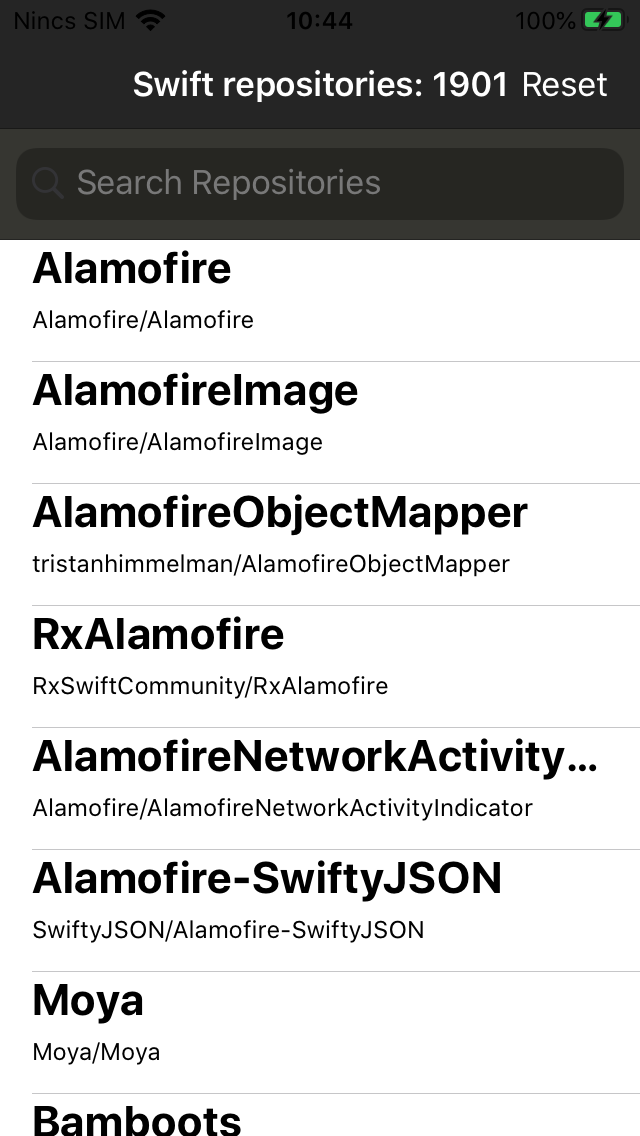 Nincs SIM 10:44 100%
Swift repositories: 1901 Reset
Search Repositories
Alamofire
Alamofire/Alamofire
AlamofireImage
Alamofire/AlamofireImage
AlamofireObjectMapper
tristanhimmelman/AlamofireObjectMapper
RxAlamofire
RxSwiftCommunity/RxAlamofire
AlamofireNetworkActivity...
Alamofire/AlamofireNetworkActivityIndicator
Alamofire-SwiftyJSON
SwiftyJSON/Alamofire-SwiftyJSON
Moya
Moya/Moya
Bamboots